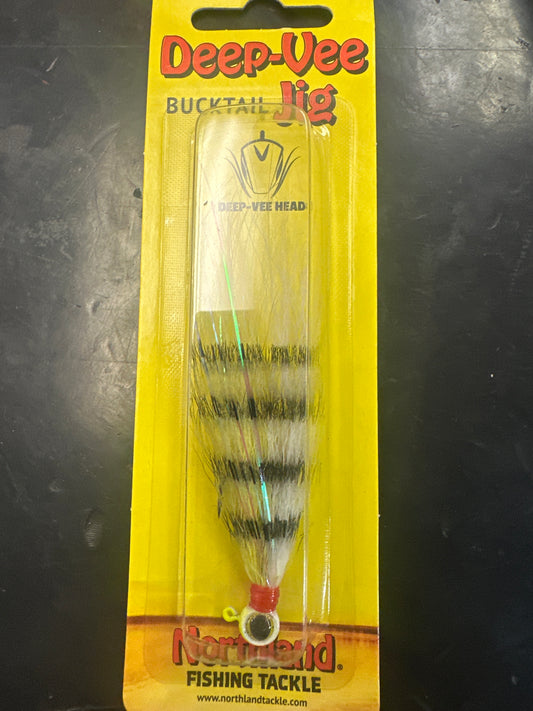 Deep-Vee
BUCKTAIL Jig
DEEP-VEE HEAD
Northland®
FISHING TACKLE
www.northlandtackle.com